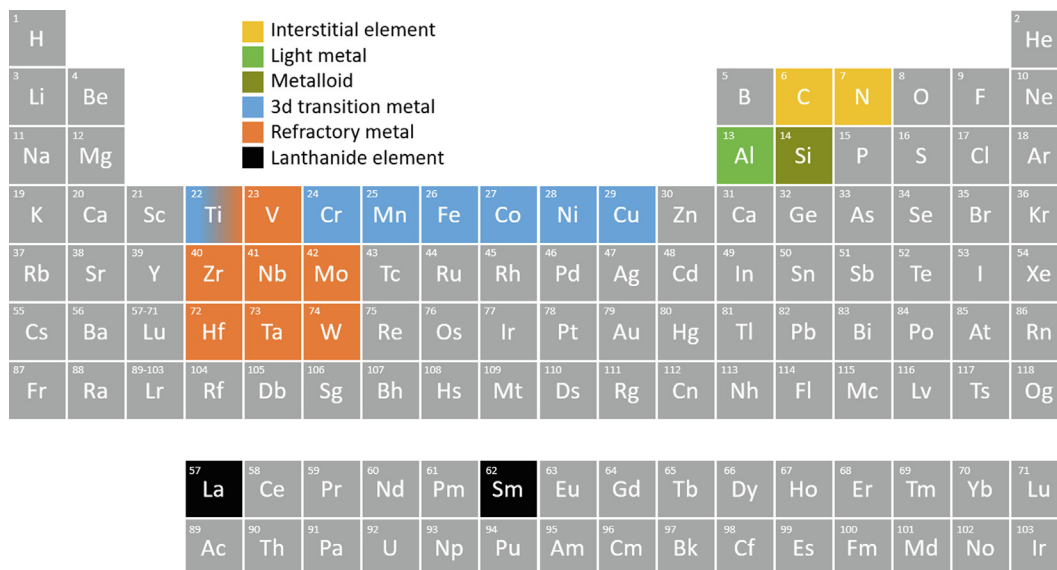 1 2
H He
Interstitial element
Light metal
Metalloid
3d transition metal
Refractory metal
Lanthanide element
3 4 5 6 7 8 9 10
Li Be B C N O F Ne
11 12 13 14 15 16 17 18
Na Mg Al Si P S Cl Ar
19 20 21 22 23 24 25 26 27 28 29 30 31 32 33 34 35 36
K Ca Sc Ti V Cr Mn Fe Co Ni Cu Zn Ca Ge As Se Br Kr
37 38 39 40 41 42 43 44 45 46 47 48 49 50 51 52 53 54
Rb Sr Y Zr Nb Mo Tc Ru Rh Pd Ag Cd In Sn Sb Te I Xe
55 56 57-71 72 73 74 75 76 77 78 79 80 81 82 83 84 85 86
Cs Ba Lu Hf Ta W Re Os Ir Pt Au Hg Tl Pb Bi Po At Rn
87 88 89-103 104 105 106 107 108 109 110 111 112 113 114 115 116 117 118
Fr Ra Lr Rf Db Sg Bh Hs Mt Ds Rg Cn Nh Fl Mc Lv Ts Og
57 58 59 60 61 62 63 64 65 66 67 68 69 70 71
La Ce Pr Nd Pm Sm Eu Gd Tb Dy Ho Er Tm Yb Lu
89 90 91 92 93 94 95 96 97 98 99 100 101 102 103
Ac Th Pa U Np Pu Am Cm Bk Cf Es Fm Md No Ir